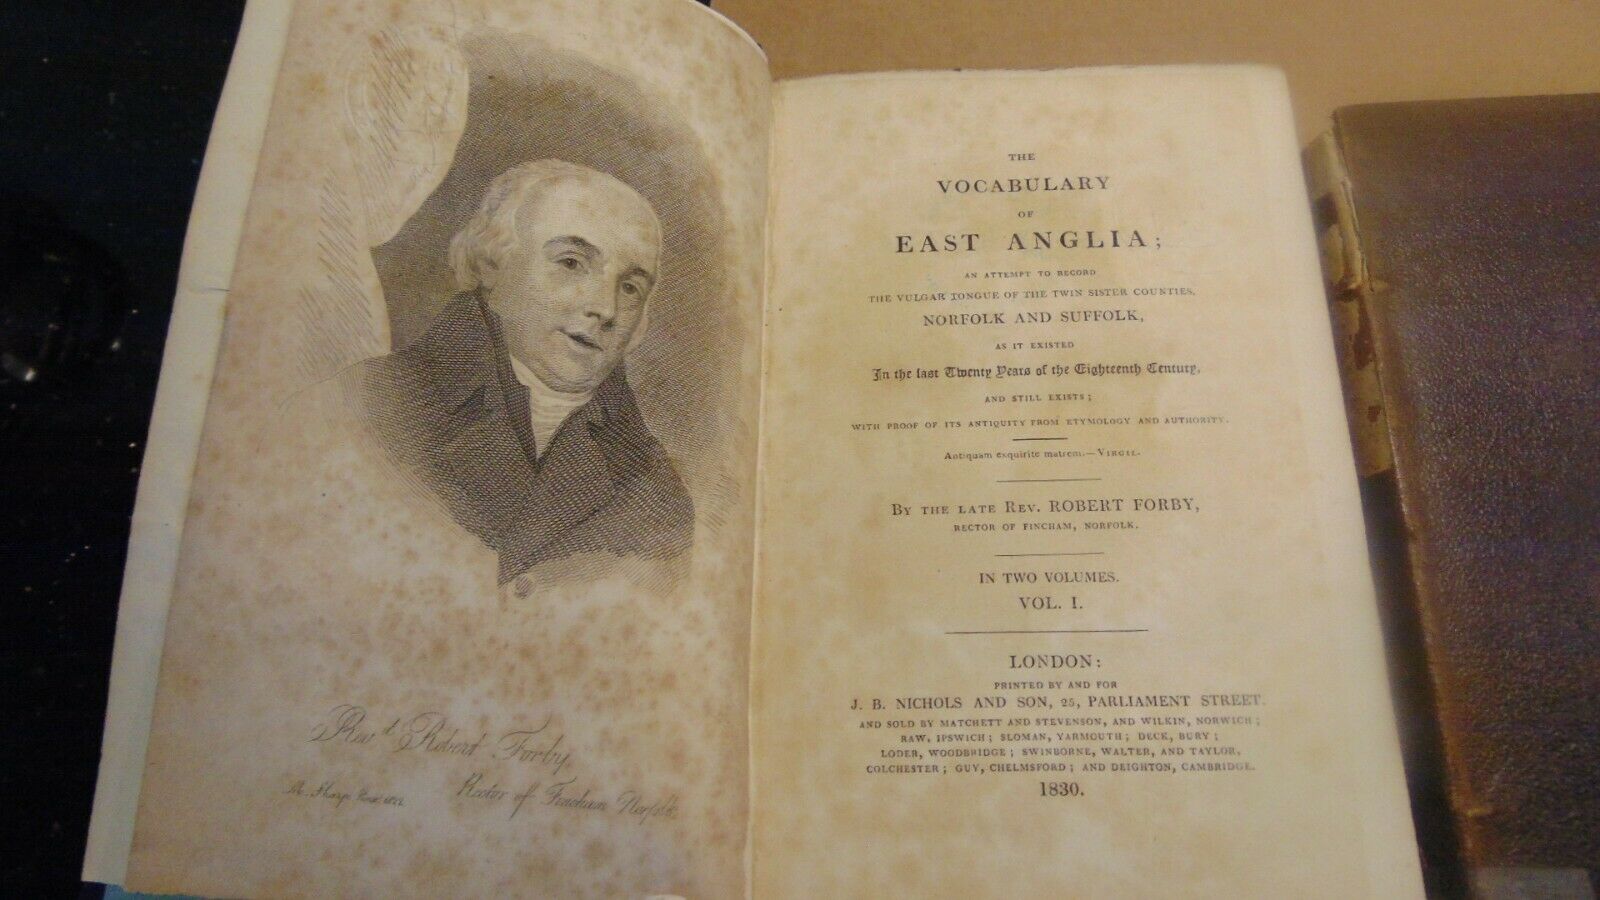 Revd. Robert Forby
Rector of Fincham Norfolk.
M. Sharp
THE
VOCABULARY
OF
EAST ANGLIA;
AN ATTEMPT TO RECORD
THE VULGAR TONGUE OF THE TWIN SISTER COUNTIES,
NORFOLK AND SUFFOLK,
AS IT EXISTED
In the last Twenty Years of the Eighteenth Century,
AND STILL EXISTS;
WITH PROOF OF ITS ANTIQUITY FROM ETYMOLOGY AND AUTHORITY.
Antiquam exquirite matrem.—VIRGIL.
BY THE LATE REV. ROBERT FORBY,
RECTOR OF FINCHAM, NORFOLK.
IN TWO VOLUMES.
VOL. I.
LONDON:
PRINTED BY AND FOR
J. B. NICHOLS AND SON, 25, PARLIAMENT STREET.
AND SOLD BY MATCHETT AND STEVENSON, AND WILKIN, NORWICH;
RAW, IPSWICH; SLOMAN, YARMOUTH; DECK, BURY;
LODER, WOODBRIDGE; SWINBORNE, WALTER, AND TAYLOR,
COLCHESTER; GUY, CHELMSFORD; AND DEIGHTON, CAMBRIDGE.
1830.